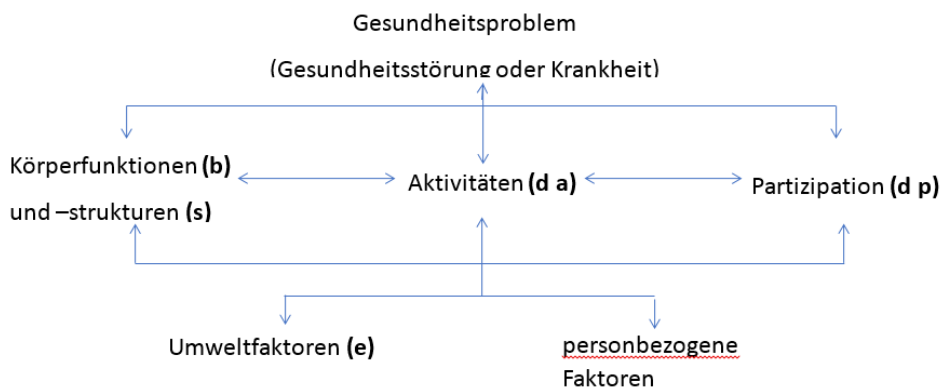 Gesundheitsproblem
(Gesundheitsstörung oder Krankheit)
Körperfunktionen (b)
und –strukturen (s)
Aktivitäten (d a)
Partizipation (d p)
Umweltfaktoren (e)
personbezogene
Faktoren